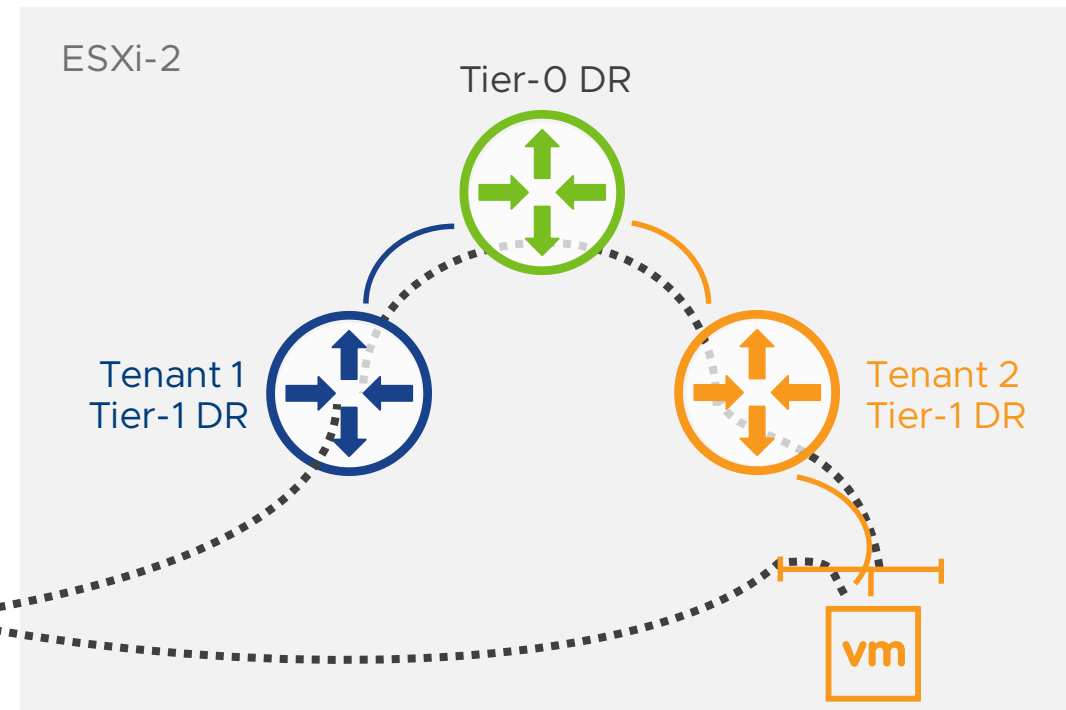 ESXi-2
Tier-0 DR
Tenant 1
Tier-1 DR
Tenant 2
Tier-1 DR
vm